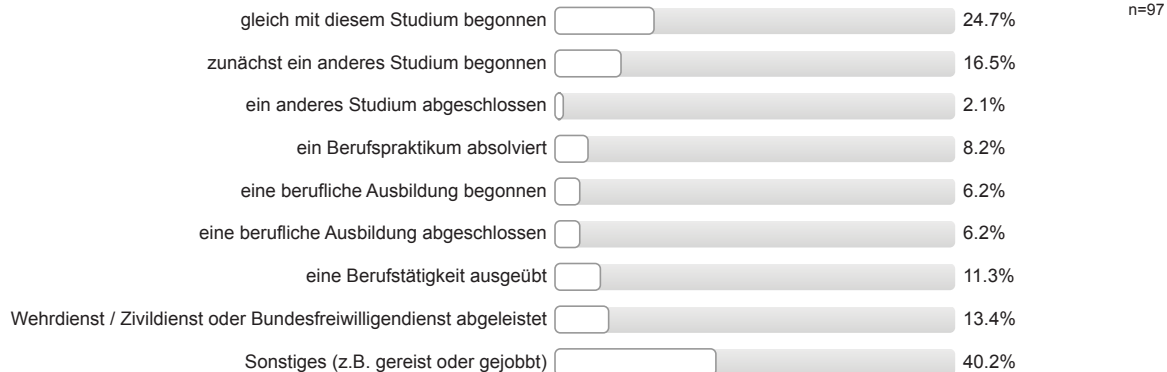 gleich mit diesem Studium begonnen 24.7% n=97
zunächst ein anderes Studium begonnen 16.5%
ein anderes Studium abgeschlossen 2.1%
ein Berufspraktikum absolviert 8.2%
eine berufliche Ausbildung begonnen 6.2%
eine berufliche Ausbildung abgeschlossen 6.2%
eine Berufstätigkeit ausgeübt 11.3%
Wehrdienst / Zivildienst oder Bundesfreiwilligendienst abgeleistet 13.4%
Sonstiges (z.B. gereist oder gejobbt) 40.2%